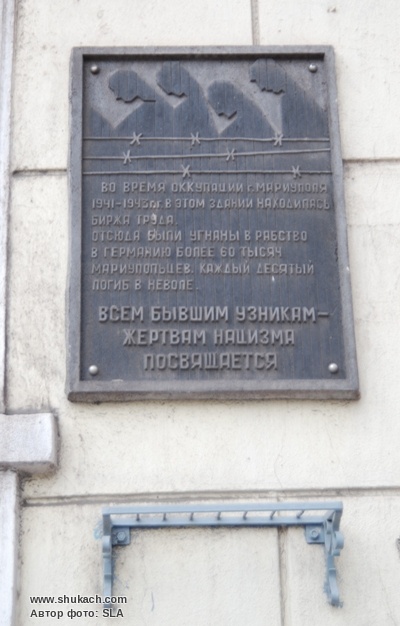 ВО ВРЕМЯ ОККУПАЦИИ г. МАРИУПОЛЯ
1941-1943г.г. В ЭТОМ ЗДАНИИ НАХОДИЛАСЬ
БИРЖА ТРУДА.
ОТСЮДА БЫЛИ УГНАНЫ В РАБСТВО
В ГЕРМАНИЮ БОЛЕЕ 60 ТЫСЯЧ
МАРИУПОЛЬЦЕВ. КАЖДЫЙ ДЕСЯТЫЙ
ПОГИБ В НЕВОЛЕ.
ВСЕМ БЫВШИМ УЗНИКАМ–
ЖЕРТВАМ НАЦИЗМА
ПОСВЯЩАЕТСЯ
www.shukach.com
Автор фото: SLA